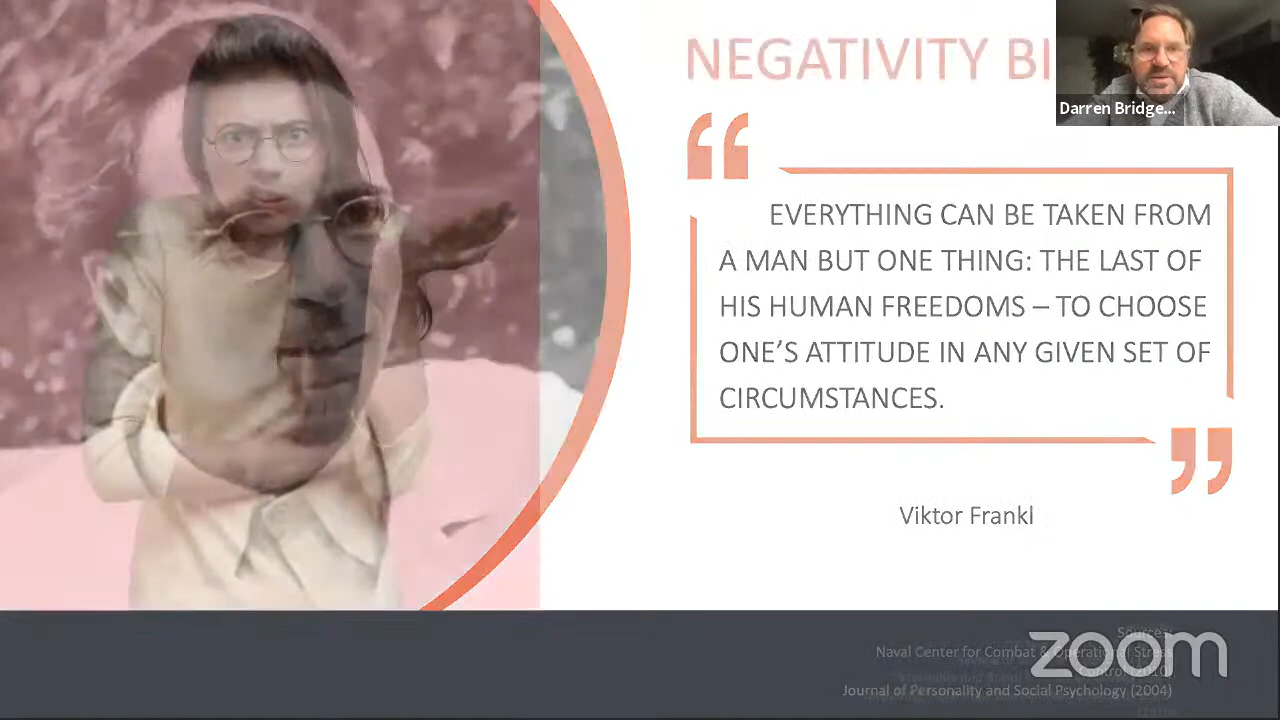 NEGATIVITY BI
Darren Bridge...
“
EVERYTHING CAN BE TAKEN FROM
A MAN BUT ONE THING: THE LAST OF
HIS HUMAN FREEDOMS – TO CHOOSE
ONE’S ATTITUDE IN ANY GIVEN SET OF
CIRCUMSTANCES.
”
Viktor Frankl
Sources:
Naval Center for Combat & Operational Stress
Control (2010)
Journal of Personality and Social Psychology (2004)
zoom